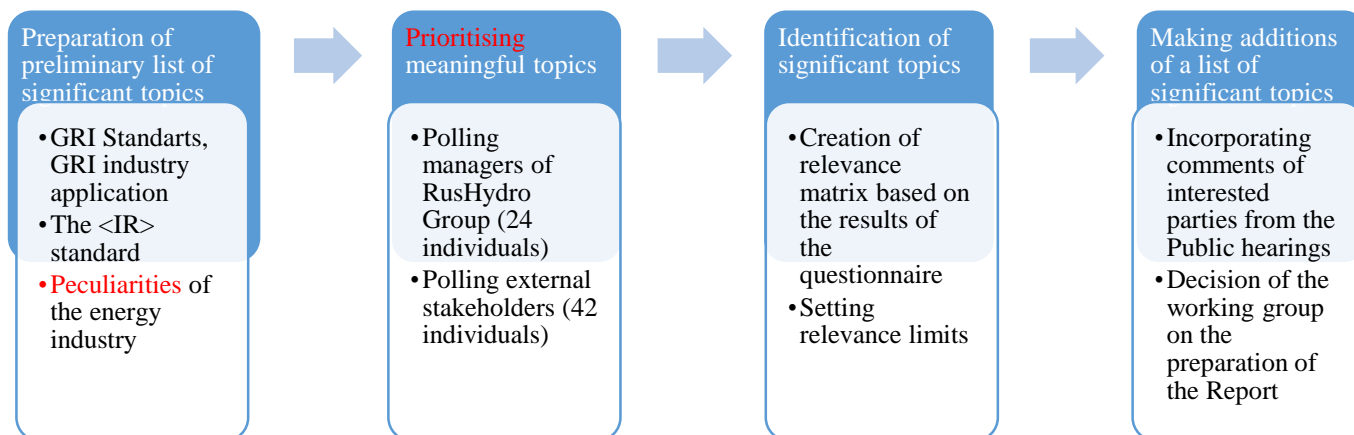 Preparation of
preliminary list of
significant topics
•GRI Standarts,
GRI industry
application
•The <IR>
standard
•Peculiarities of
the energy
industry
Prioritising
meaningful topics
•Polling
managers of
RusHydro
Group (24
individuals)
•Polling external
stakeholders (42
individuals)
Identification of
significant topics
•Creation of
relevance
matrix based on
the results of
the
questionnaire
•Setting
relevance limits
Making additions
of a list of
significant topics
•Incorporating
comments of
interested
parties from the
Public hearings
•Decision of the
working group
on the
preparation of
the Report